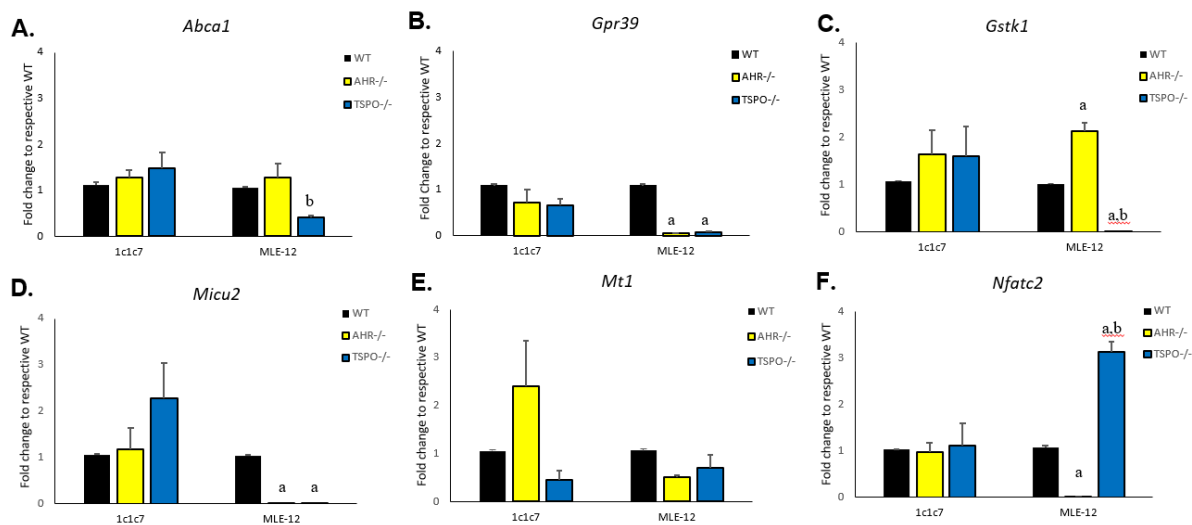 A.
Abca1
Fold change to respective WT
4
3
2
1
0
WT
AHR-/-
TSPO-/-
b
1c1c7
MLE-12
B.
Gpr39
Fold Change to respective WT
4
3
2
1
0
WT
AHR-/-
TSPO-/-
a
a
1c1c7
MLE-12
C.
Gstk1
Fold change to respective WT
4
3
2
1
0
WT
AHR-/-
TSPO-/-
a
a,b
1c1c7
MLE-12
D.
Micu2
Fold change to respective WT
4
3
2
1
0
WT
AHR-/-
TSPO-/-
a
a
1c1c7
MLE-12
E.
Mt1
Fold change to respective WT
4
3
2
1
0
WT
AHR-/-
TSPO-/-
1c1c7
MLE-12
F.
Nfatc2
Fold change to respective WT
4
3
2
1
0
WT
AHR-/-
TSPO-/-
a
a,b
1c1c7
MLE-12